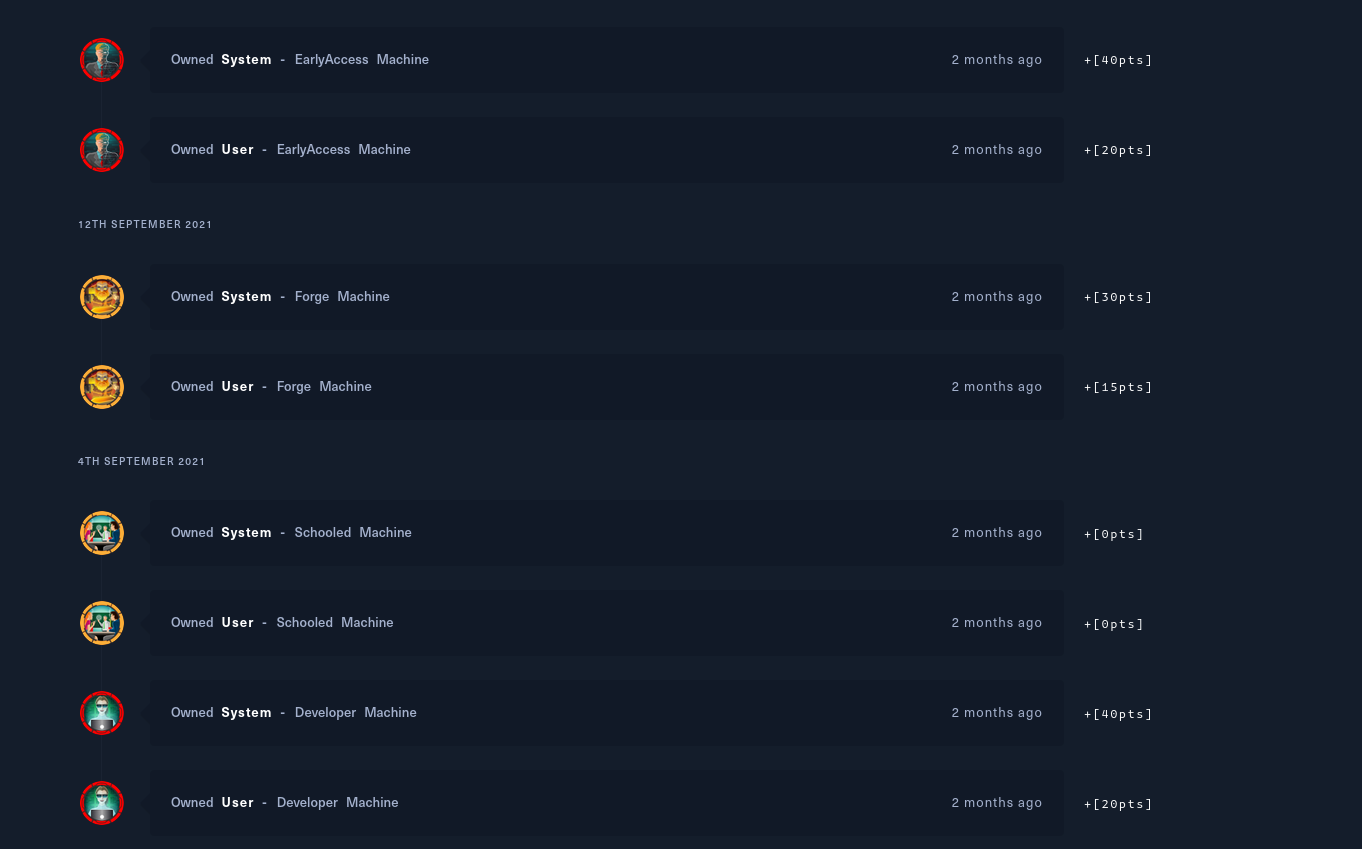 Owned System - EarlyAccess Machine 2 months ago +[40pts]
Owned User - EarlyAccess Machine 2 months ago +[20pts]
12TH SEPTEMBER 2021
Owned System - Forge Machine 2 months ago +[30pts]
Owned User - Forge Machine 2 months ago +[15pts]
4TH SEPTEMBER 2021
Owned System - Schooled Machine 2 months ago +[0pts]
Owned User - Schooled Machine 2 months ago +[0pts]
Owned System - Developer Machine 2 months ago +[40pts]
Owned User - Developer Machine 2 months ago +[20pts]